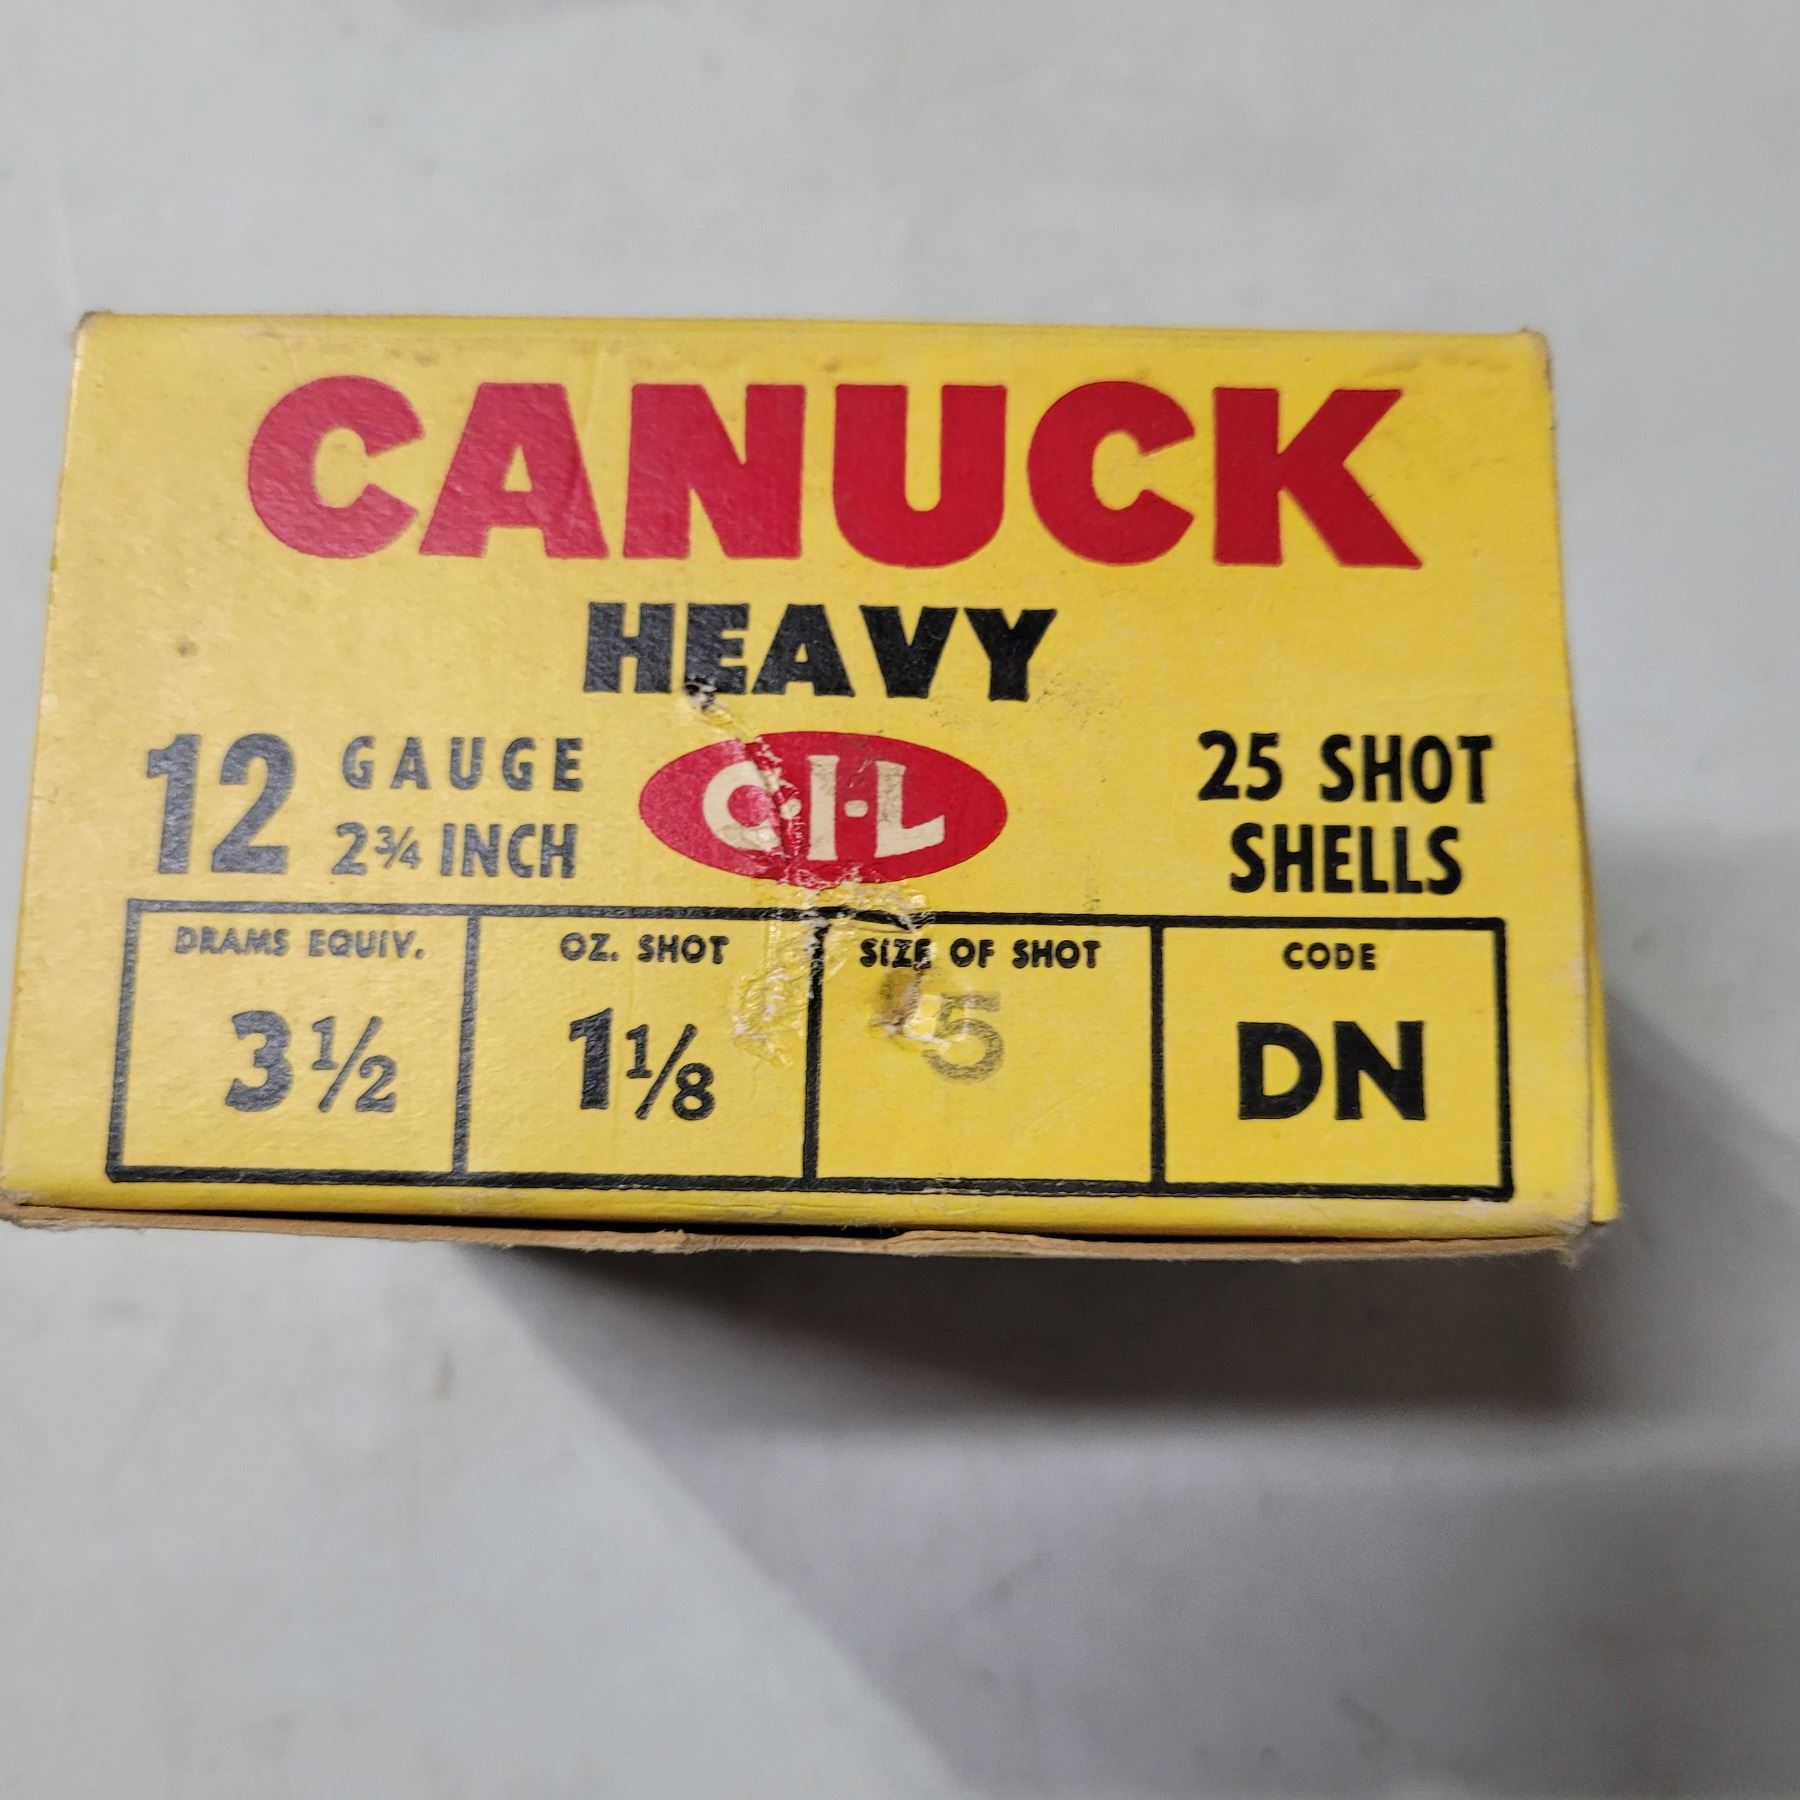 CANUCK
HEAVY
12 GAUGE
2¾ INCH
C-I-L
25 SHOT
SHELLS
DRAMS EQUIV. OZ. SHOT SIZE OF SHOT CODE
3½ 1⅛ 5 DN